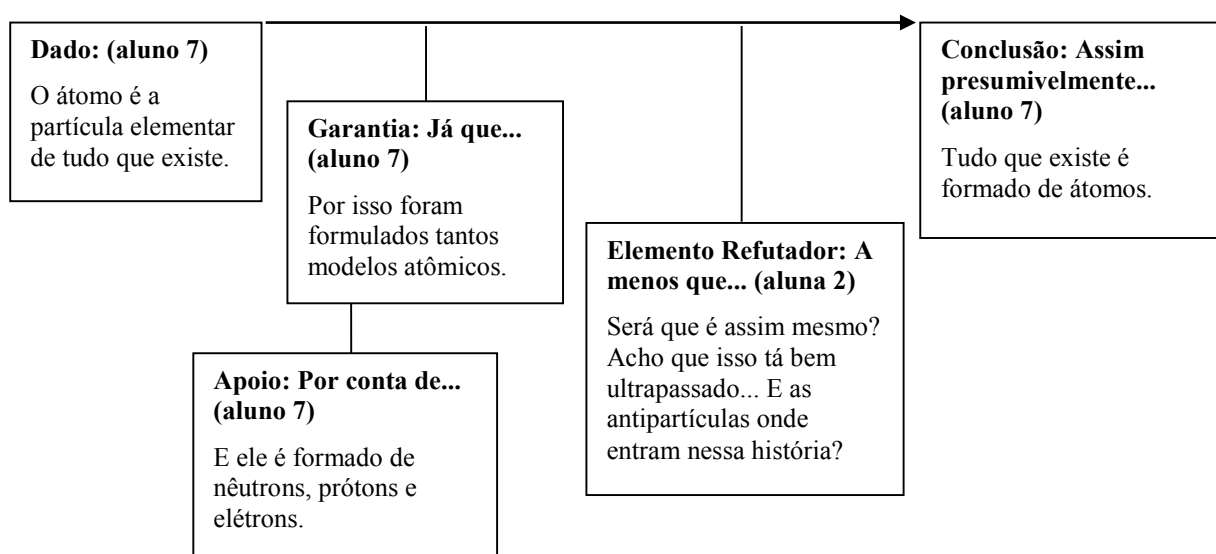 Dado: (aluno 7)
O átomo é a
partícula elementar
de tudo que existe.
Garantia: Já que...
(aluno 7)
Por isso foram
formulados tantos
modelos atômicos.
Apoio: Por conta de...
(aluno 7)
E ele é formado de
nêutrons, prótons e
elétrons.
Elemento Refutador: A
menos que... (aluna 2)
Será que é assim mesmo?
Acho que isso tá bem
ultrapassado... E as
antipartículas onde
entram nessa história?
Conclusão: Assim
presumivelmente...
(aluno 7)
Tudo que existe é
formado de átomos.